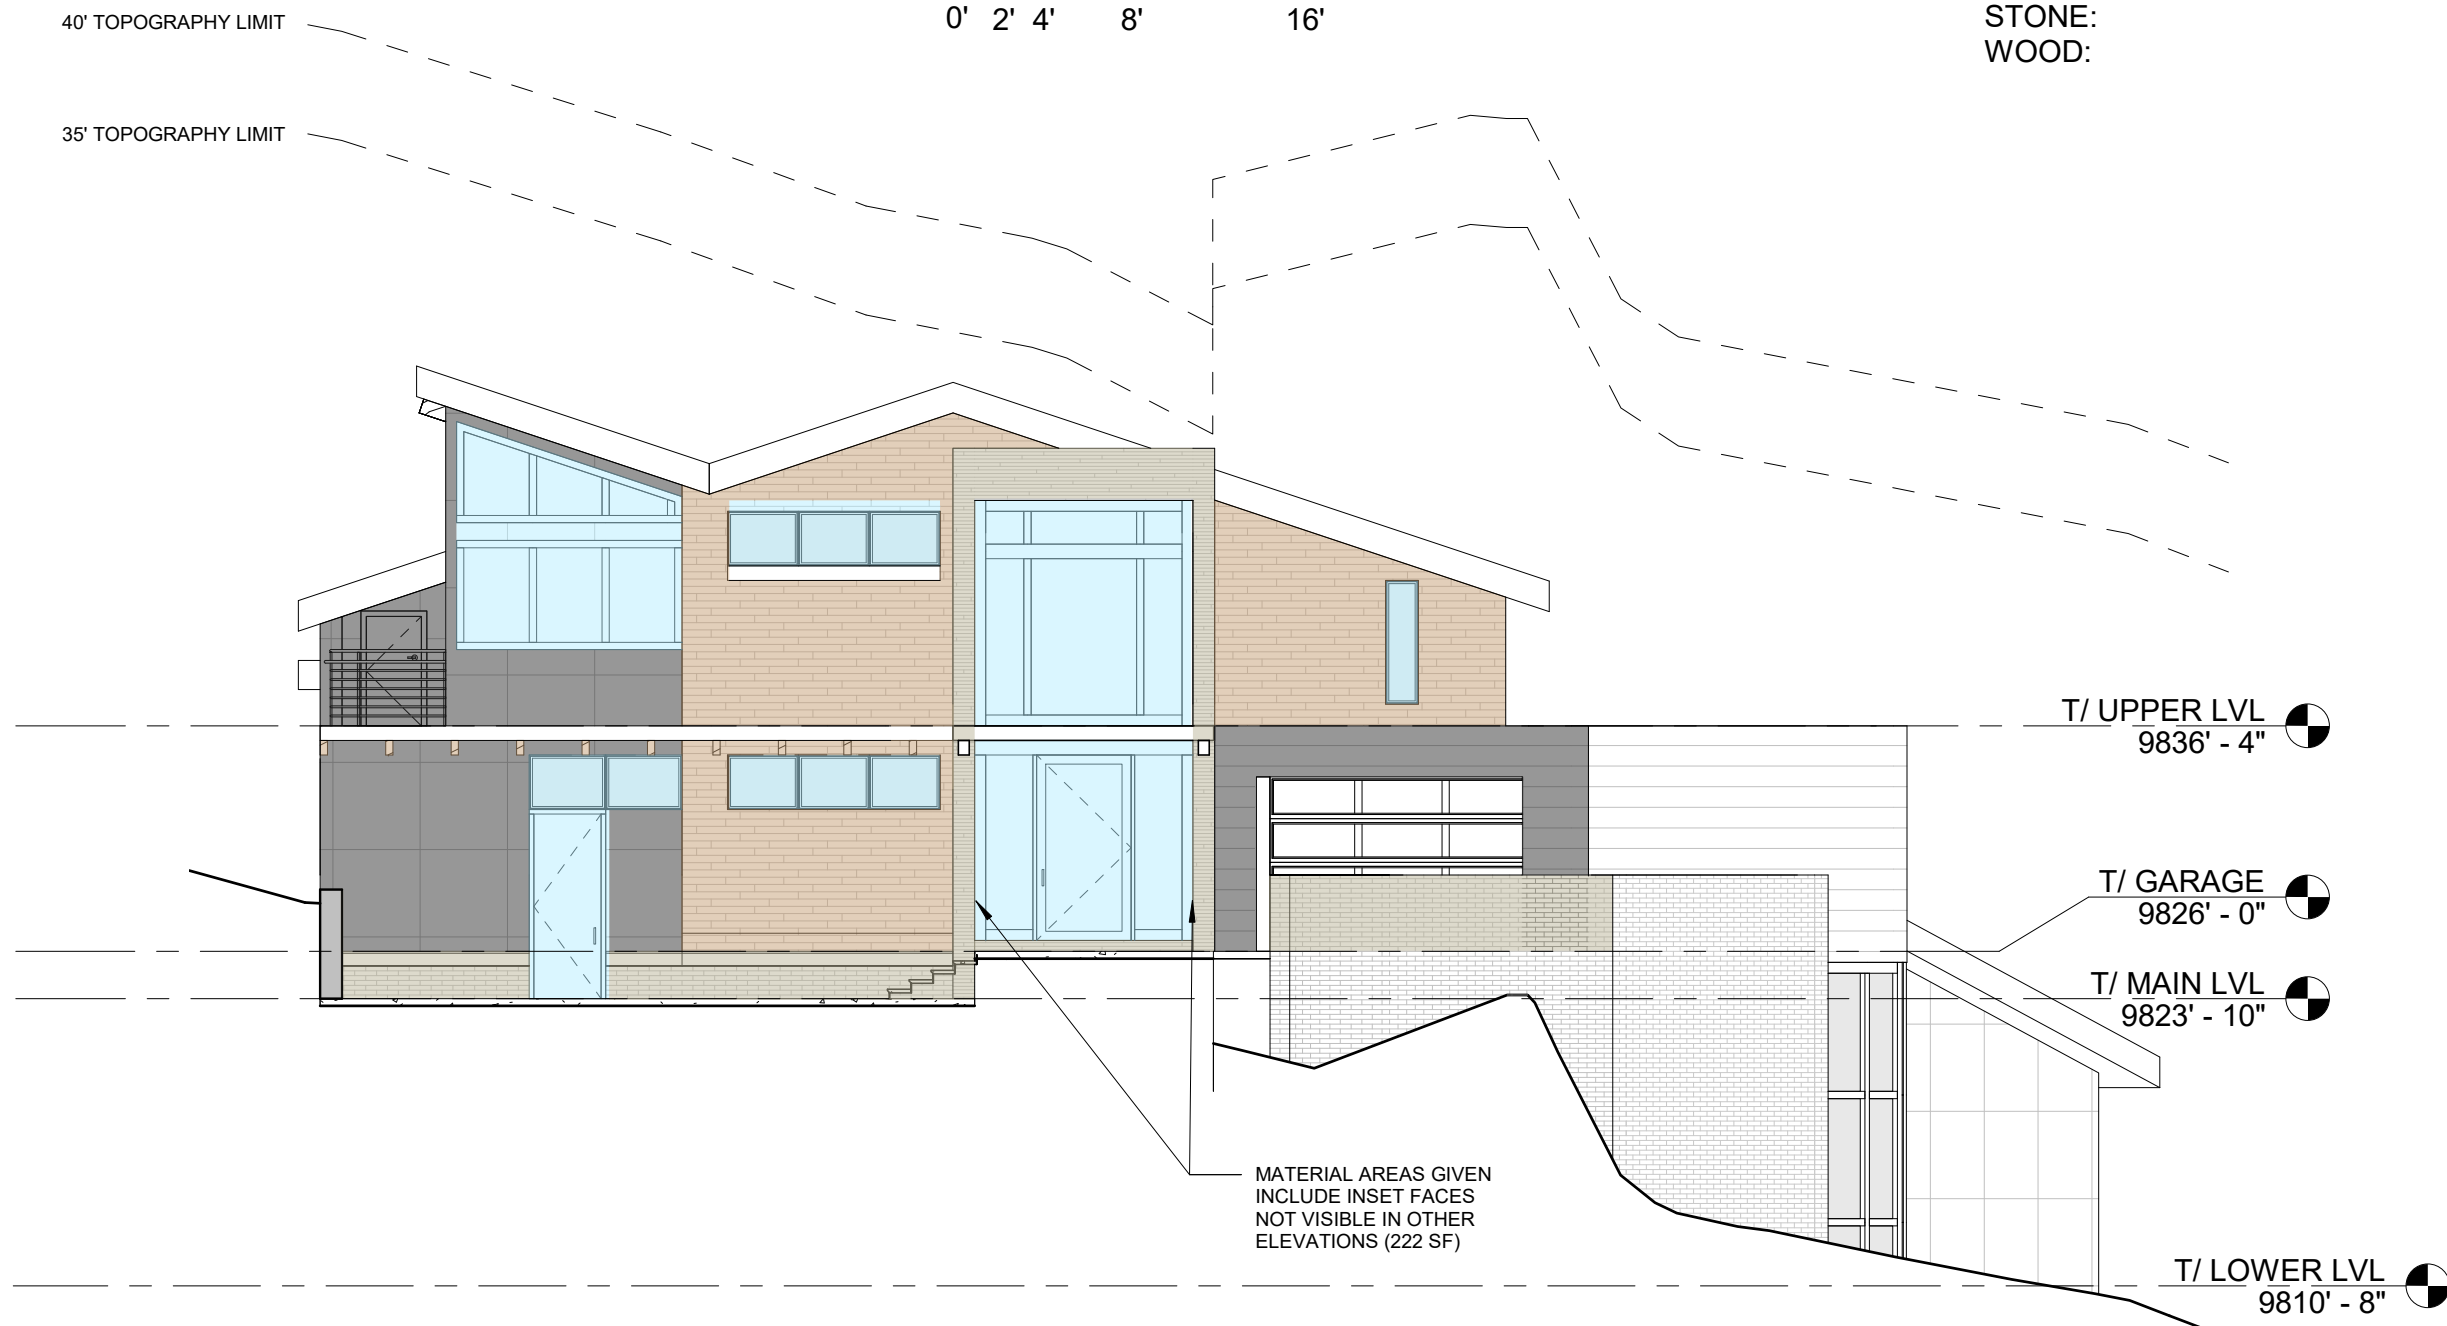 40' TOPOGRAPHY LIMIT
0' 2' 4' 8' 16'
STONE:
WOOD:
35' TOPOGRAPHY LIMIT
T/ UPPER LVL
9836' - 4"
T/ GARAGE
9826' - 0"
T/ MAIN LVL
9823' - 10"
MATERIAL AREAS GIVEN
INCLUDE INSET FACES
NOT VISIBLE IN OTHER
ELEVATIONS (222 SF)
T/ LOWER LVL
9810' - 8"